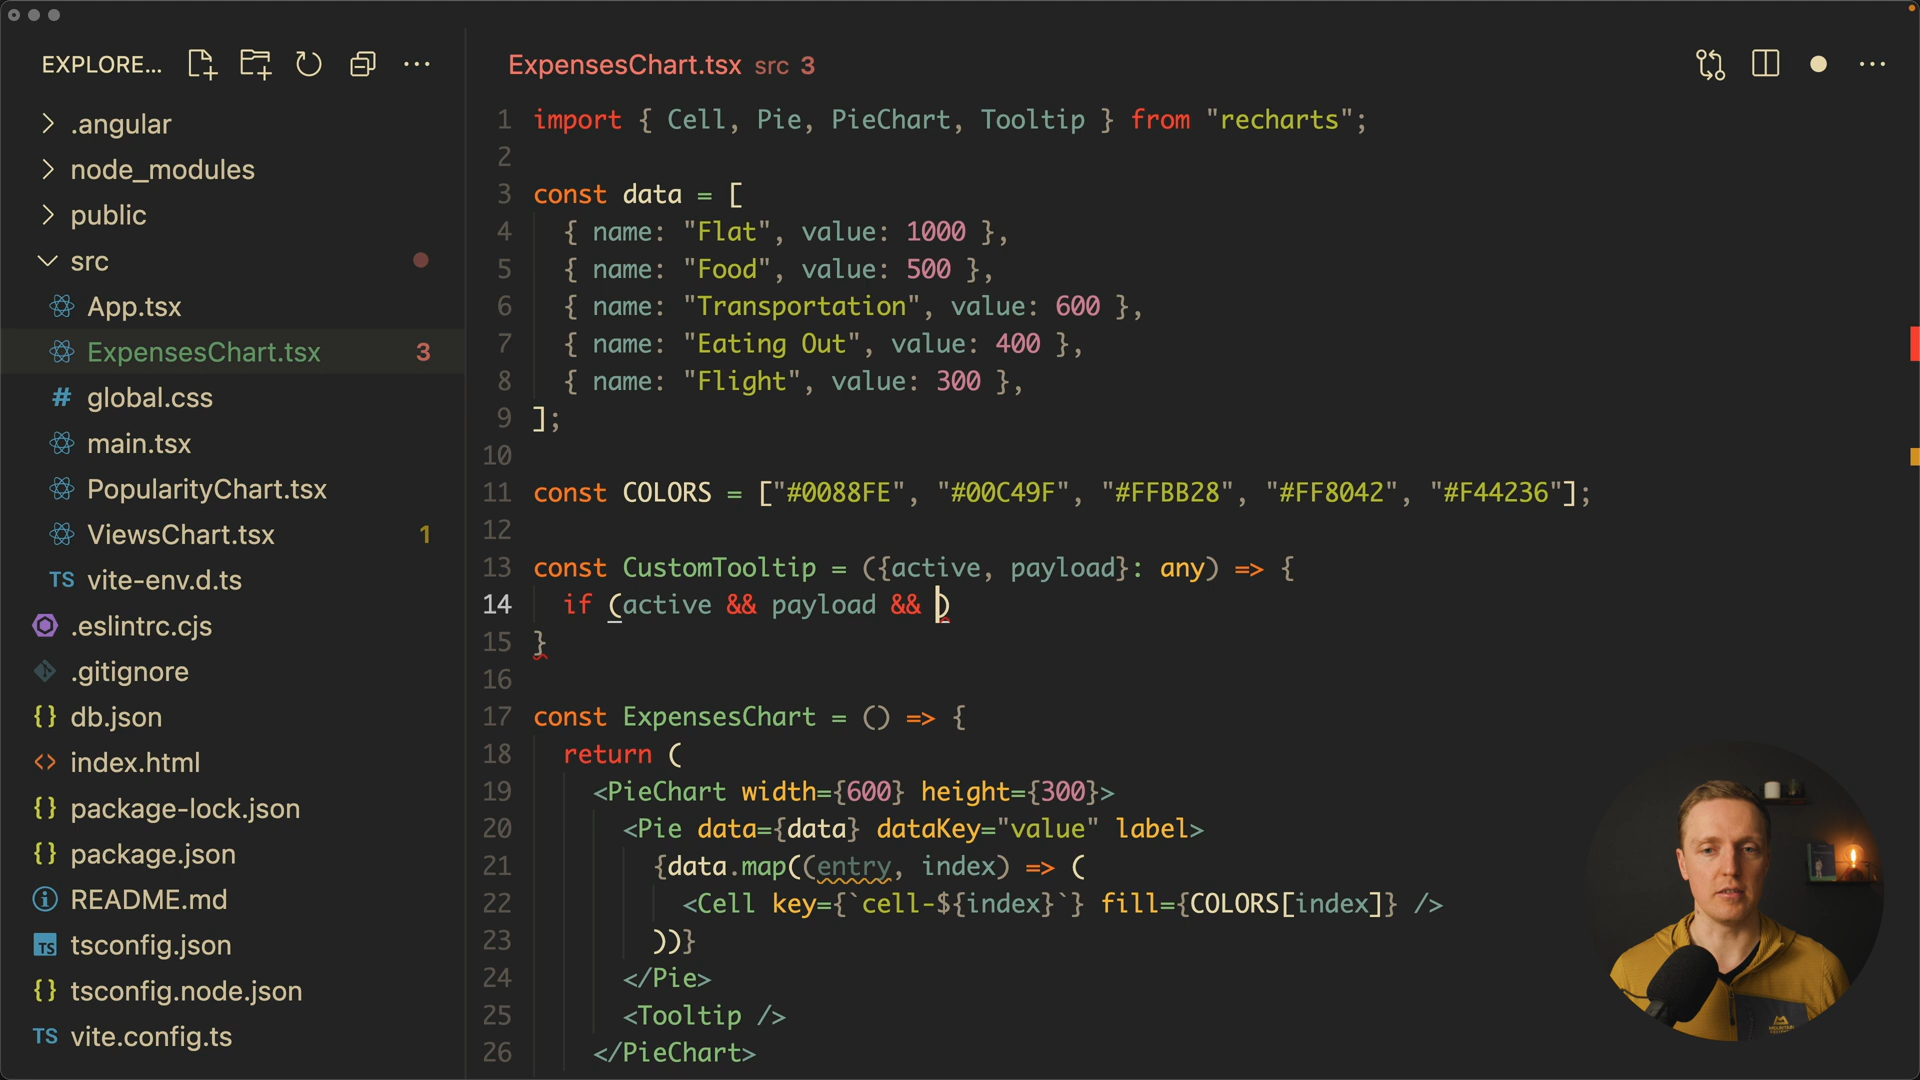 EXPLORE...
.angular
node_modules
public
src
App.tsx
ExpensesChart.tsx 3
# global.css
main.tsx
PopularityChart.tsx
ViewsChart.tsx 1
TS vite-env.d.ts
.eslintrc.cjs
.gitignore
{} db.json
<> index.html
{} package-lock.json
{} package.json
README.md
TS tsconfig.json
{} tsconfig.node.json
TS vite.config.ts
ExpensesChart.tsx src 3
1 import { Cell, Pie, PieChart, Tooltip } from "recharts";
2
3 const data = [
4 { name: "Flat", value: 1000 },
5 { name: "Food", value: 500 },
6 { name: "Transportation", value: 600 },
7 { name: "Eating Out", value: 400 },
8 { name: "Flight", value: 300 },
9 ];
10
11 const COLORS = ["#0088FE", "#00C49F", "#FFBB28", "#FF8042", "#F44236"];
12
13 const CustomTooltip = ({active, payload}: any) => {
14 if (active && payload && )
15 }
16
17 const ExpensesChart = () => {
18 return (
19 <PieChart width={600} height={300}>
20 <Pie data={data} dataKey="value" label>
21 {data.map((entry, index) => (
22 <Cell key={`cell-${index}`} fill={COLORS[index]} />
23 ))}
24 </Pie>
25 <Tooltip />
26 </PieChart>